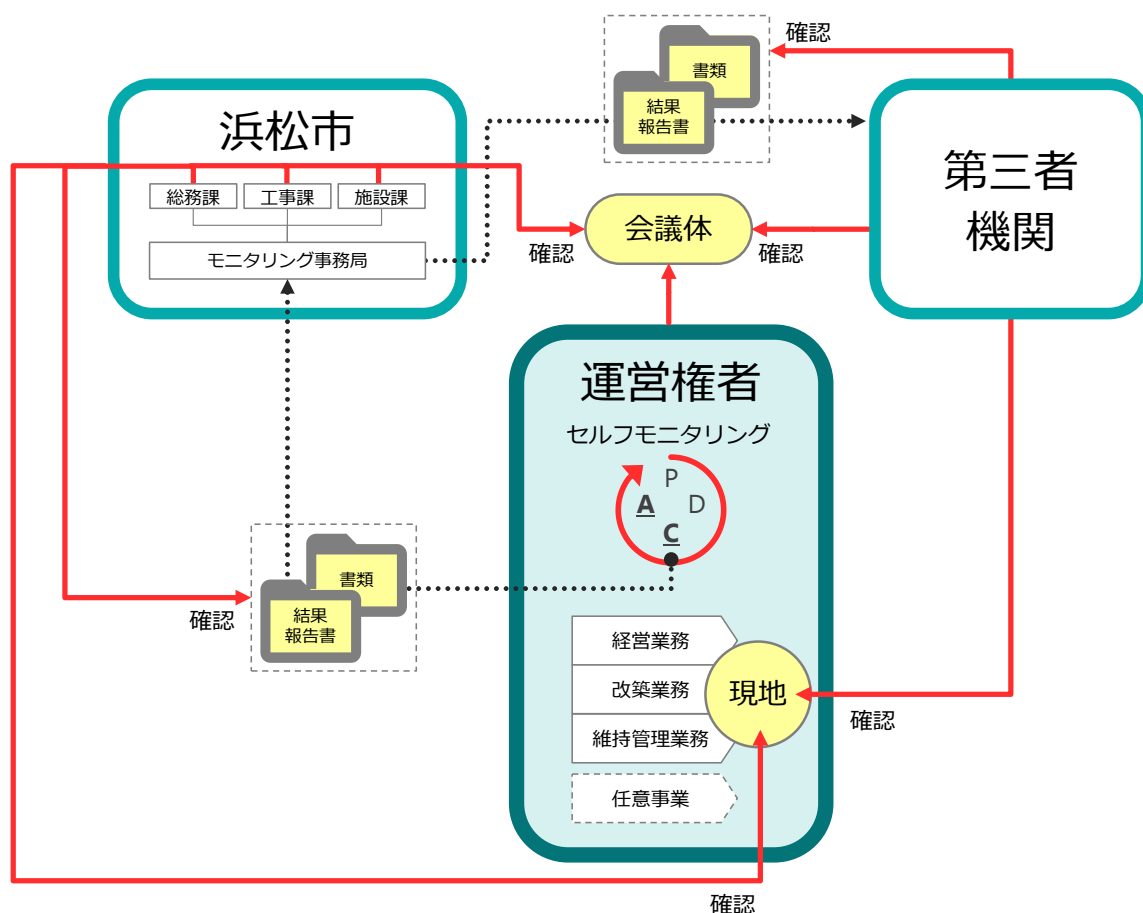 確認
書類
結果
報告書
浜松市
総務課
工事課
施設課
モニタリング事務局
会議体
確認
確認
第三者
機関
運営権者
セルフモニタリング
P
D
C
A
書類
結果
報告書
確認
経営業務
改築業務
維持管理業務
任意事業
現地
確認
確認